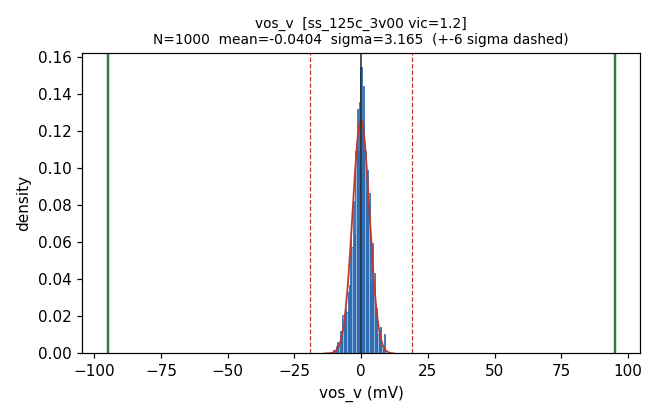 vos_v  [ss_125c_3v00 vic=1.2]
N=1000  mean=-0.0404  sigma=3.165  (+-6 sigma dashed)
0.16
0.14
0.12
0.10
0.08
0.06
0.04
0.02
0.00
density
−100 −75 −50 −25 0 25 50 75 100
vos_v (mV)